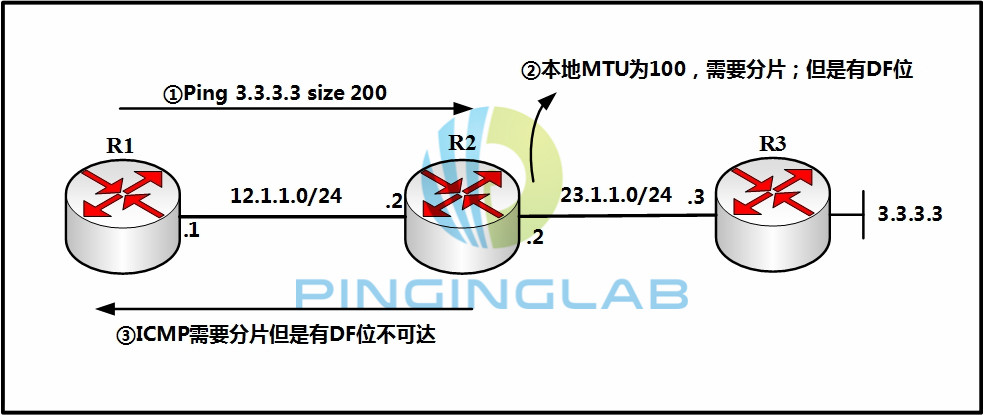 ②本地MTU为100，需要分片；但是有DF位
①Ping 3.3.3.3 size 200
R1
R2
R3
12.1.1.0/24
.2
23.1.1.0/24
.3
3.3.3.3
.1
.2
PINGINGLAB
③ICMP需要分片但是有DF位不可达